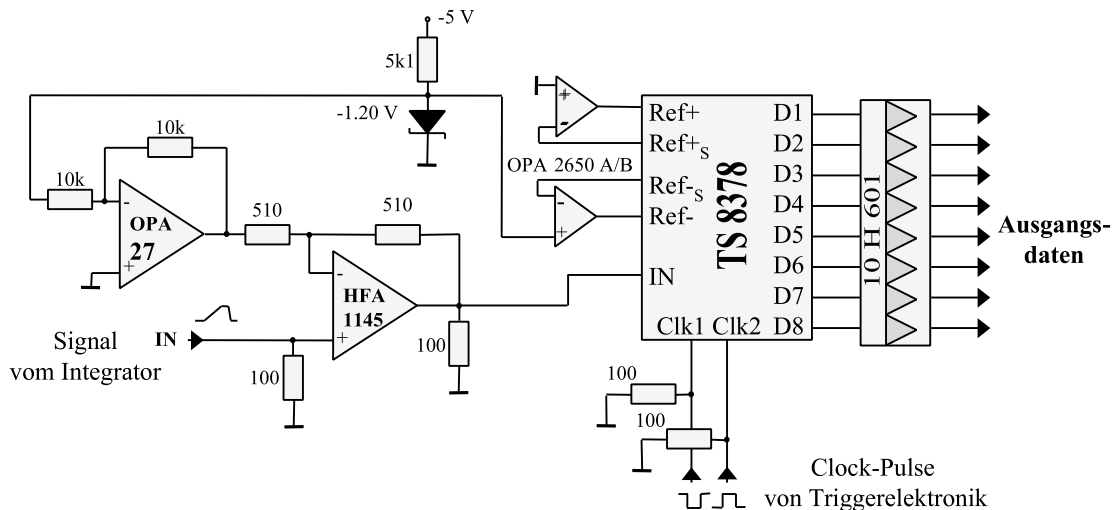 -5 V
5k1
-1.20 V
10k
10k
-
OPA
27
+
510
510
-
HFA
1145
+
100
IN
Signal
vom Integrator
100
+
-
OPA 2650 A/B
-
+
Ref+
Ref+S
Ref-S
Ref-
IN
Clk1 Clk2
TS 8378
D1
D2
D3
D4
D5
D6
D7
D8
10 H 601
Ausgangs-
daten
100
100
Clock-Pulse
von Triggerelektronik